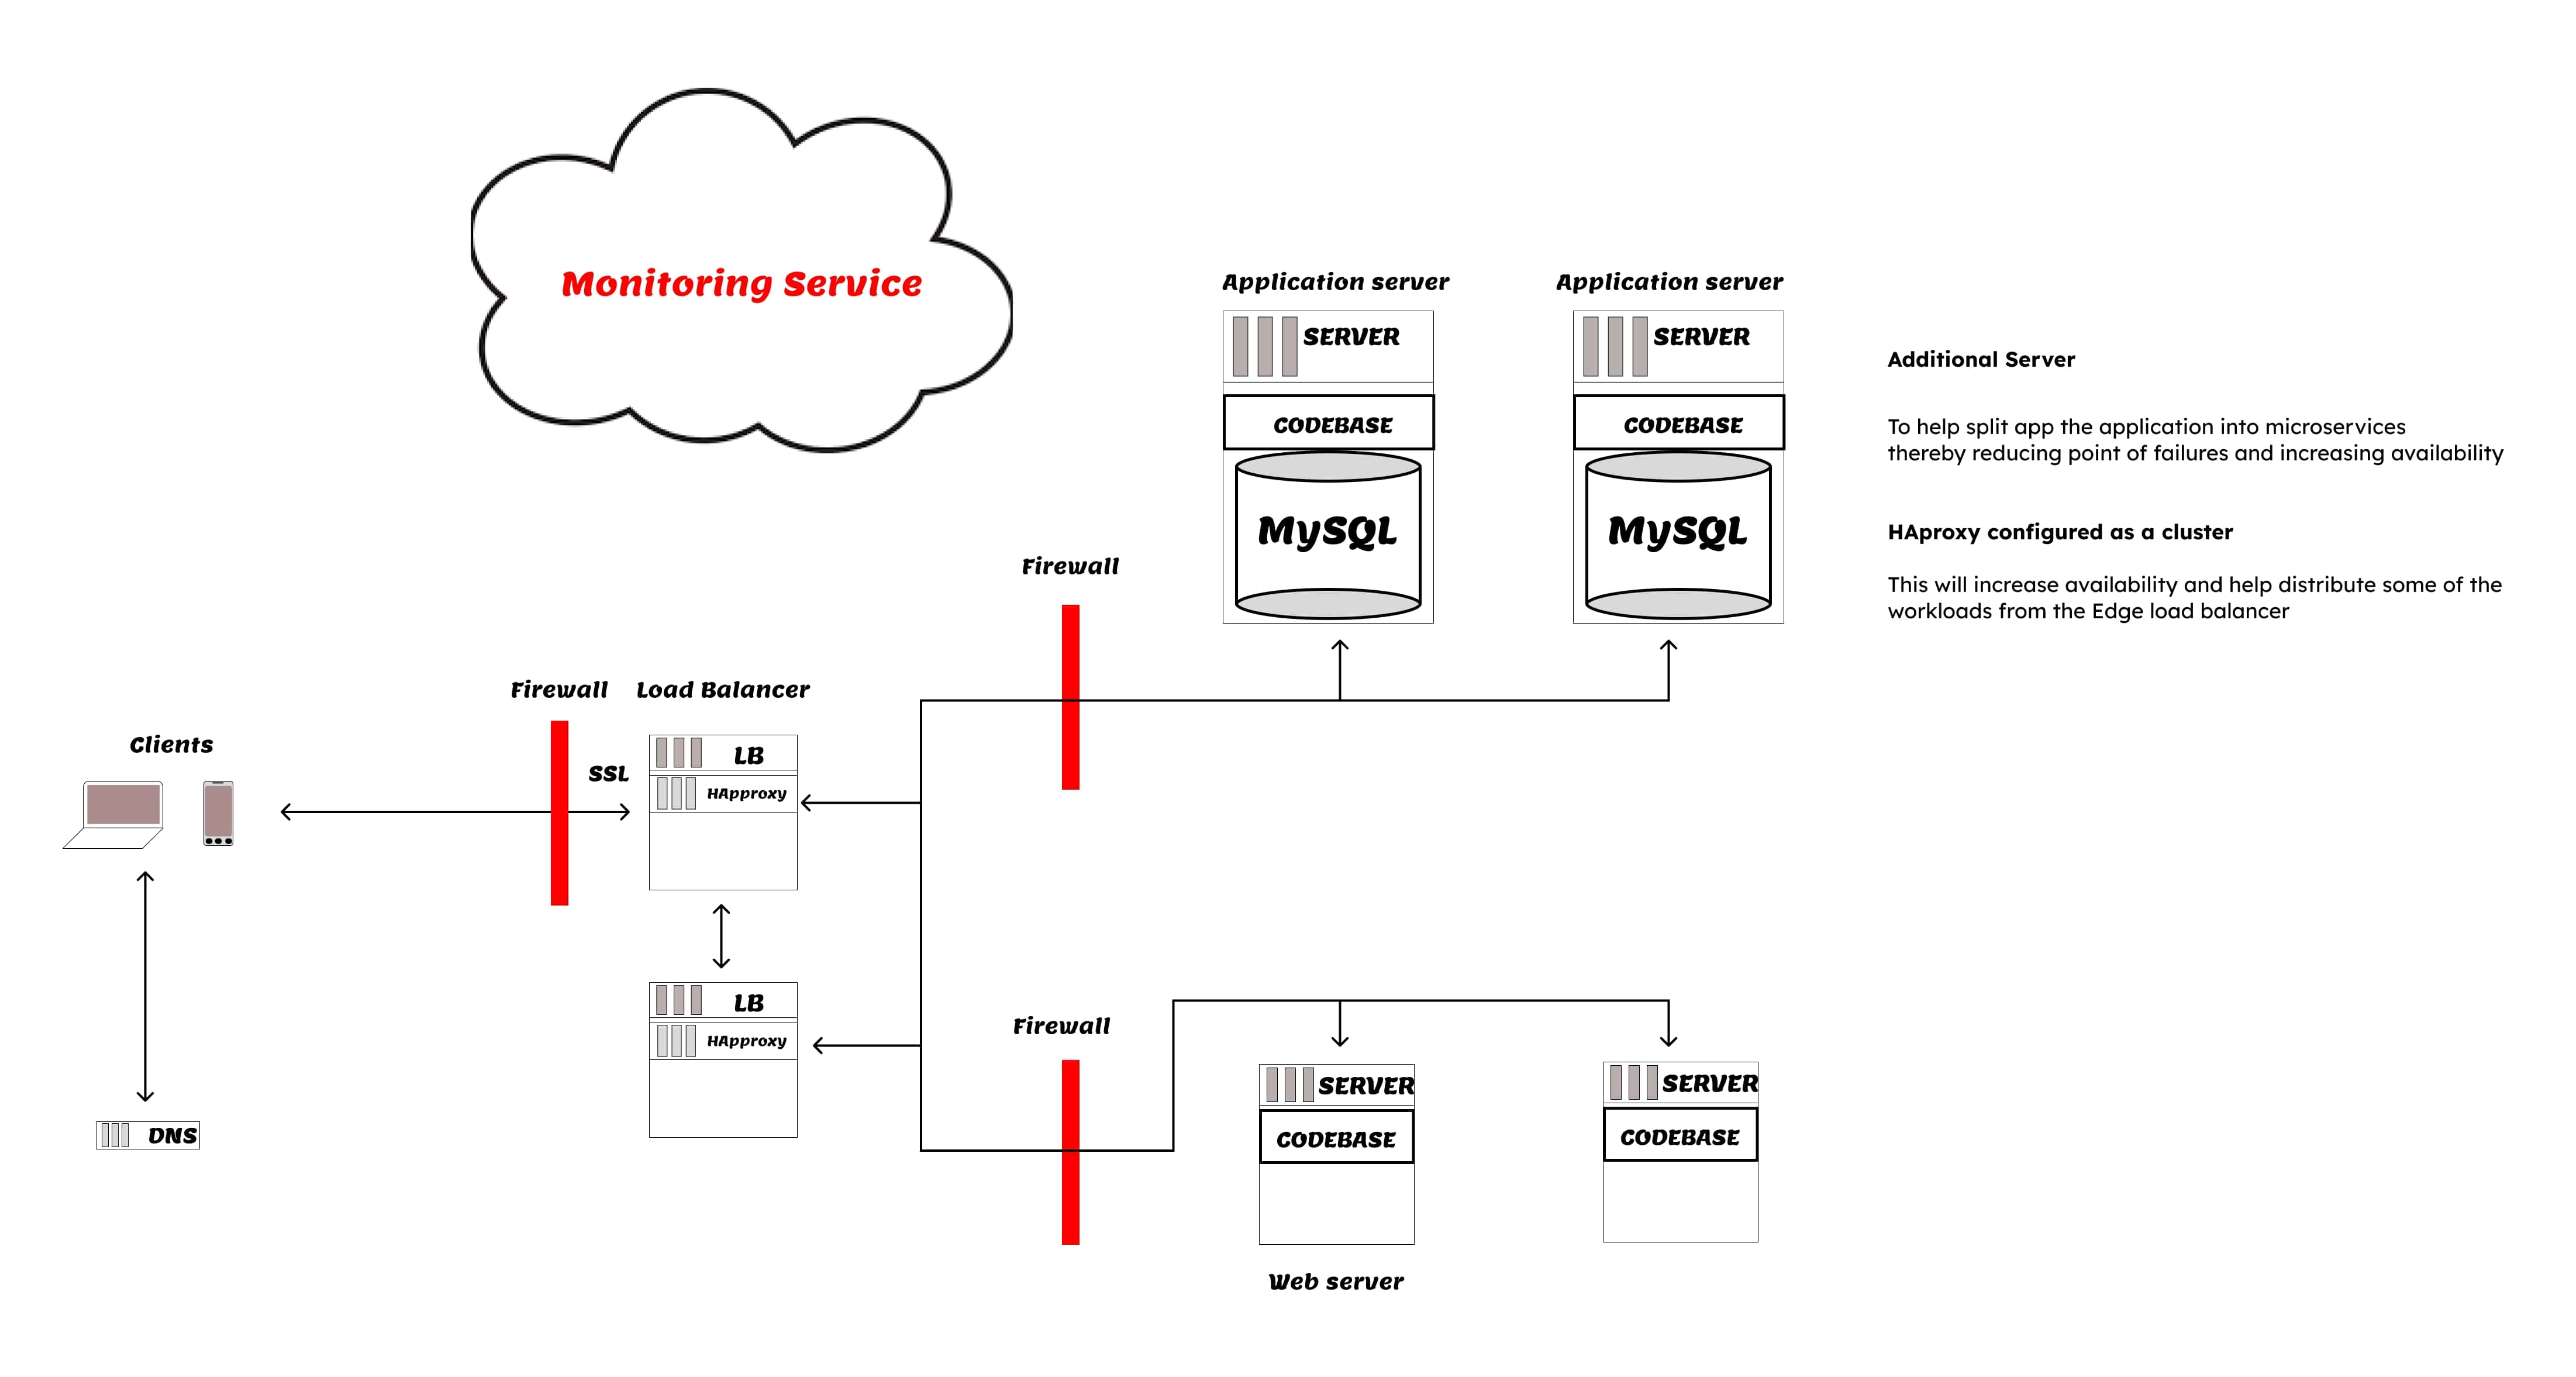 Monitoring Service
Application server
Application server
SERVER
SERVER
CODEBASE
CODEBASE
MySQL
MySQL
Additional Server
To help split app the application into microservices
thereby reducing point of failures and increasing availability
HAproxy configured as a cluster
This will increase availability and help distribute some of the
workloads from the Edge load balancer
Firewall
Firewall
Load Balancer
Clients
SSL
LB
HApproxy
LB
HApproxy
Firewall
DNS
SERVER
SERVER
CODEBASE
CODEBASE
Web server